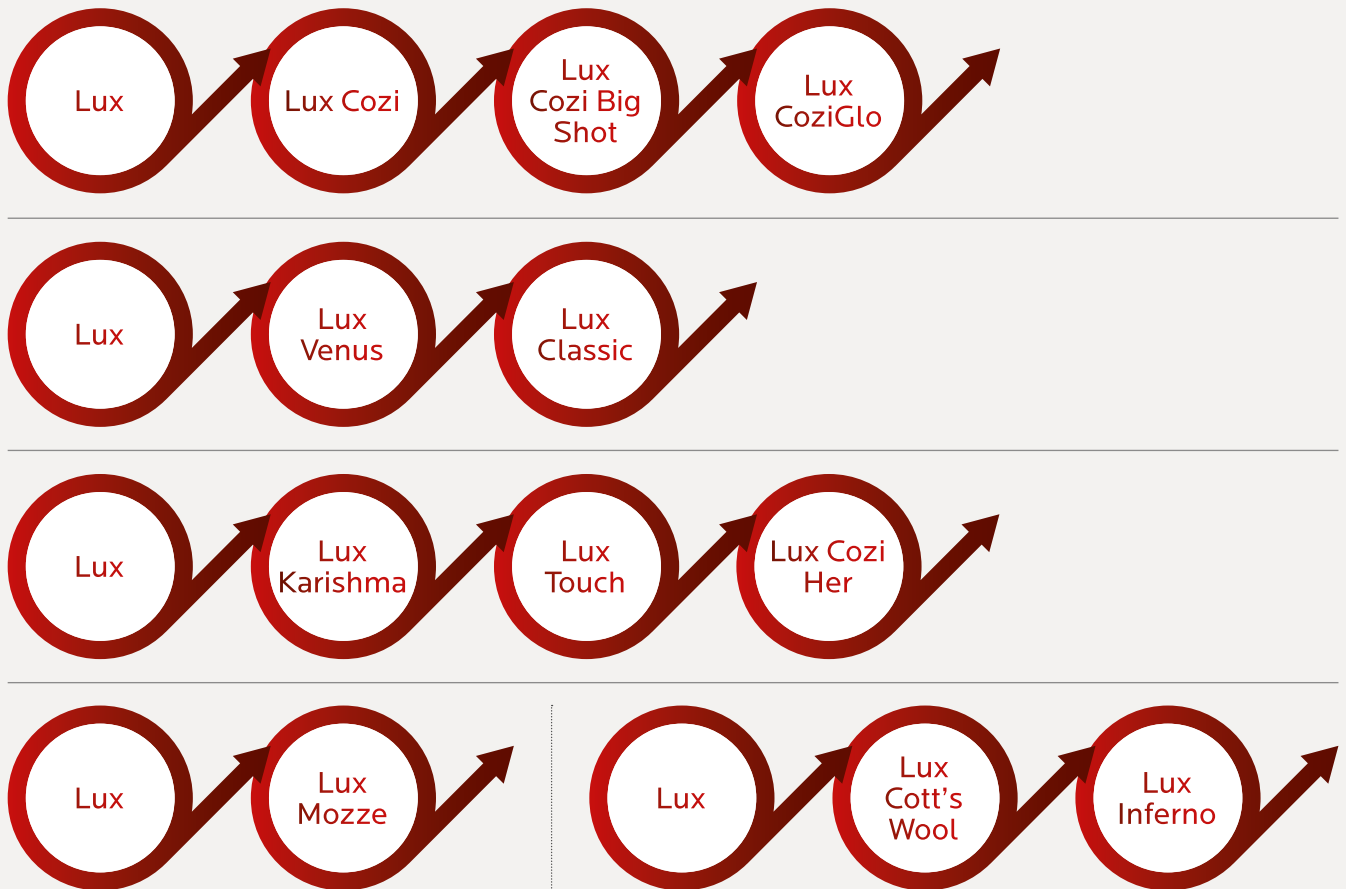 Lux
Lux Cozi
Lux
Cozi Big
Shot
Lux
CoziGlo
Lux
Lux
Venus
Lux
Classic
Lux
Lux
Karishma
Lux
Touch
Lux Cozi
Her
Lux
Lux
Mozze
Lux
Lux
Cott's
Wool
Lux
Inferno